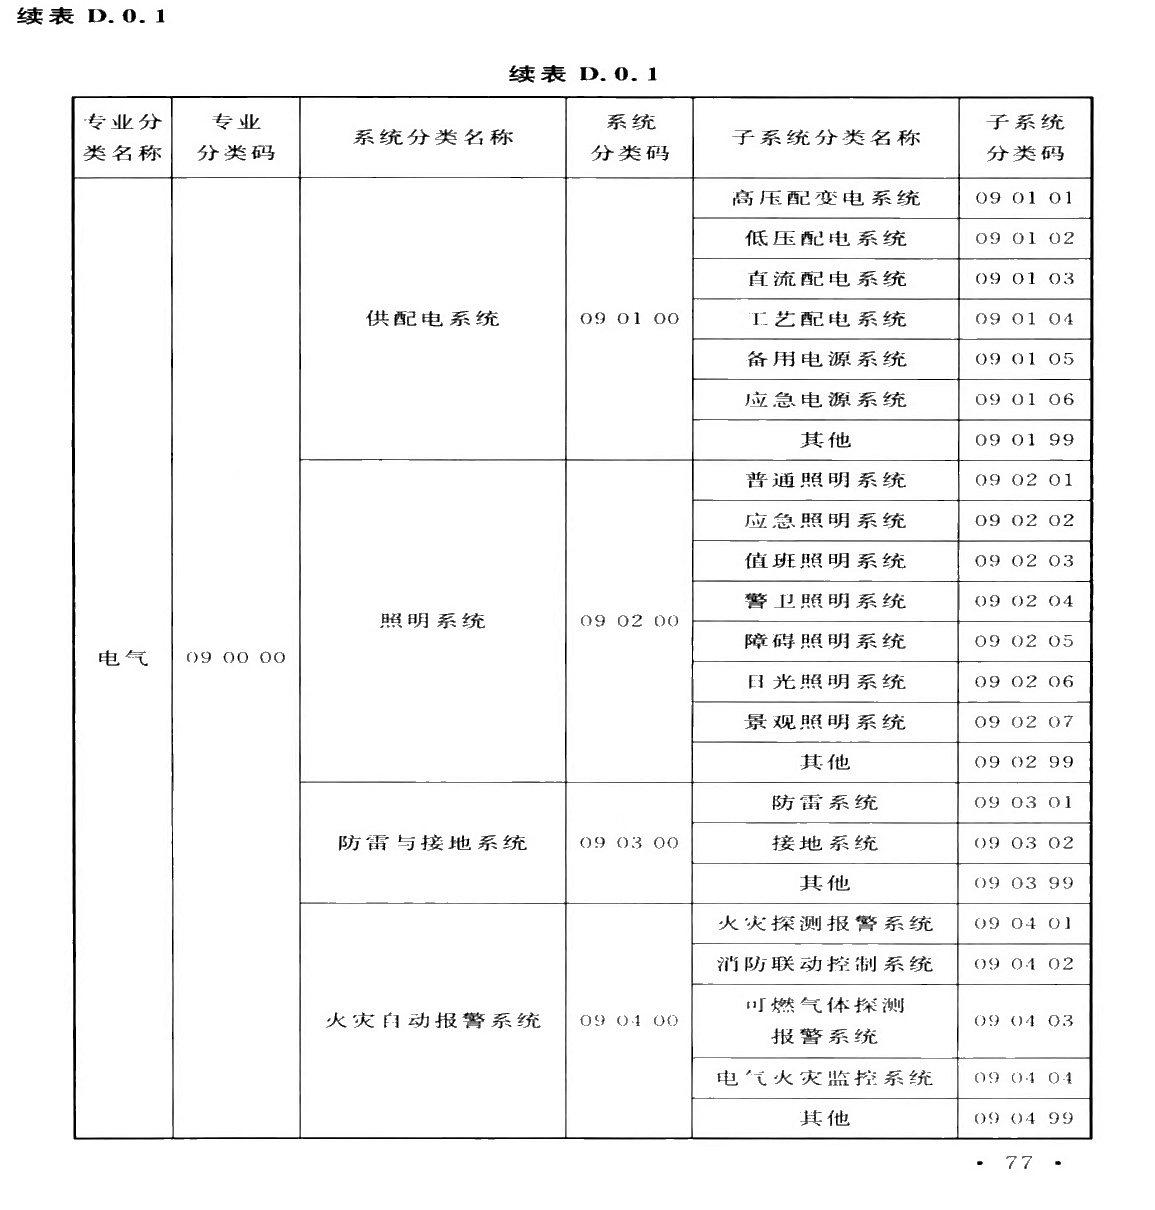 续表 D.0.1
续表 D.0.1
专业分类名称 专业分类码 系统分类名称 系统分类码 子系统分类名称 子系统分类码
电气 09 00 00 供配电系统 09 01 00 高压配变电系统 09 01 01
低压配电系统 09 01 02
直流配电系统 09 01 03
工艺配电系统 09 01 04
备用电源系统 09 01 05
应急电源系统 09 01 06
其他 09 01 99
照明系统 09 02 00 普通照明系统 09 02 01
应急照明系统 09 02 02
值班照明系统 09 02 03
警卫照明系统 09 02 04
障碍照明系统 09 02 05
日光照明系统 09 02 06
景观照明系统 09 02 07
其他 09 02 99
防雷与接地系统 09 03 00 防雷系统 09 03 01
接地系统 09 03 02
其他 09 03 99
火灾自动报警系统 09 04 00 火灾探测报警系统 09 04 01
消防联动控制系统 09 04 02
可燃气体探测报警系统 09 04 03
电气火灾监控系统 09 04 04
其他 09 04 99
· 77 ·